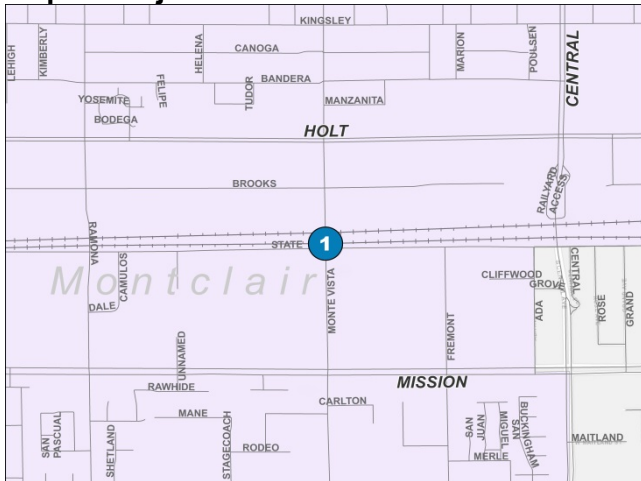 KINGSLEY
CANOGA
LEHIGH
KIMBERLY
HELENA
MARION
POULSEN
CENTRAL
BANDERA
FELIPE
TUDOR
YOSEMITE
MANZANITA
BODEGA
HOLT
BROOKS
RAILYARD
ACCESS
RAMONA
STATE
1
Montclair
CAMULOS
DALE
MONTE VISTA
CLIFFWOOD
GROVE
CENTRAL
ADA
ROSE
GRAND
FREMONT
UNNAMED
MISSION
RAWHIDE
CARLTON
MANE
SAN
PASCUAL
SHETLAND
STAGECOACH
RODEO
SAN
JUAN
SAN
MIGUEL
BUCKINGHAM
MERLE
MAITLAND